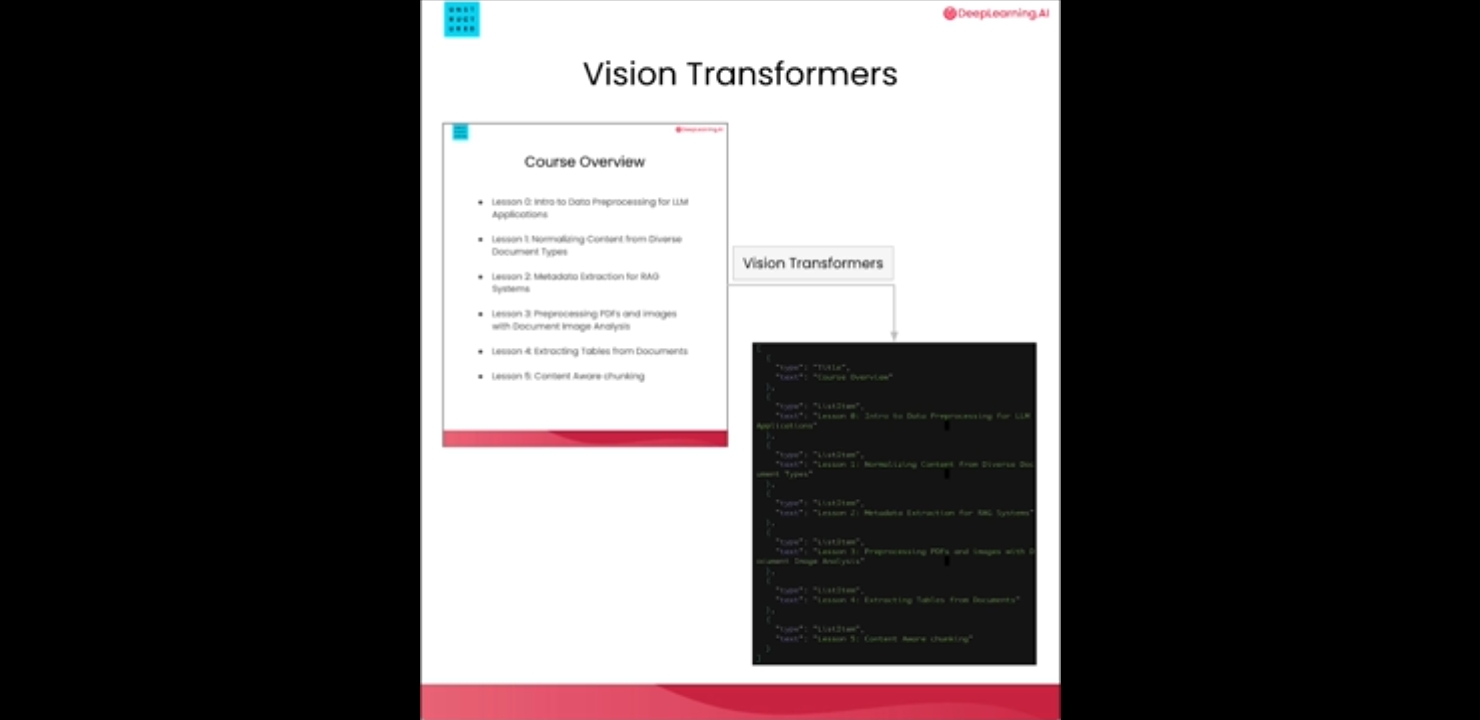 UNST
RUCT
URED
DeepLearning.AI
Vision Transformers
DeepLearning.AI
Course Overview
• Lesson 0: Intro to Data Preprocessing for LLM
Applications
• Lesson 1: Normalizing Content from Diverse
Document Types
• Lesson 2: Metadata Extraction for RAG
Systems
• Lesson 3: Preprocessing PDFs and Images
with Document Image Analysis
• Lesson 4: Extracting Tables from Documents
• Lesson 5: Content Aware chunking
Vision Transformers
[
{
"type": "Title",
"text": "Course Overview"
},
{
"type": "ListItem",
"text": "Lesson 0: Intro to Data Preprocessing for LLM
Applications"
},
{
"type": "ListItem",
"text": "Lesson 1: Normalizing Content from Diverse Doc
ument Types"
},
{
"type": "ListItem",
"text": "Lesson 2: Metadata Extraction for RAG Systems"
},
{
"type": "ListItem",
"text": "Lesson 3: Preprocessing PDFs and Images with D
ocument Image Analysis"
},
{
"type": "ListItem",
"text": "Lesson 4: Extracting Tables from Documents"
},
{
"type": "ListItem",
"text": "Lesson 5: Content Aware chunking"
}
]